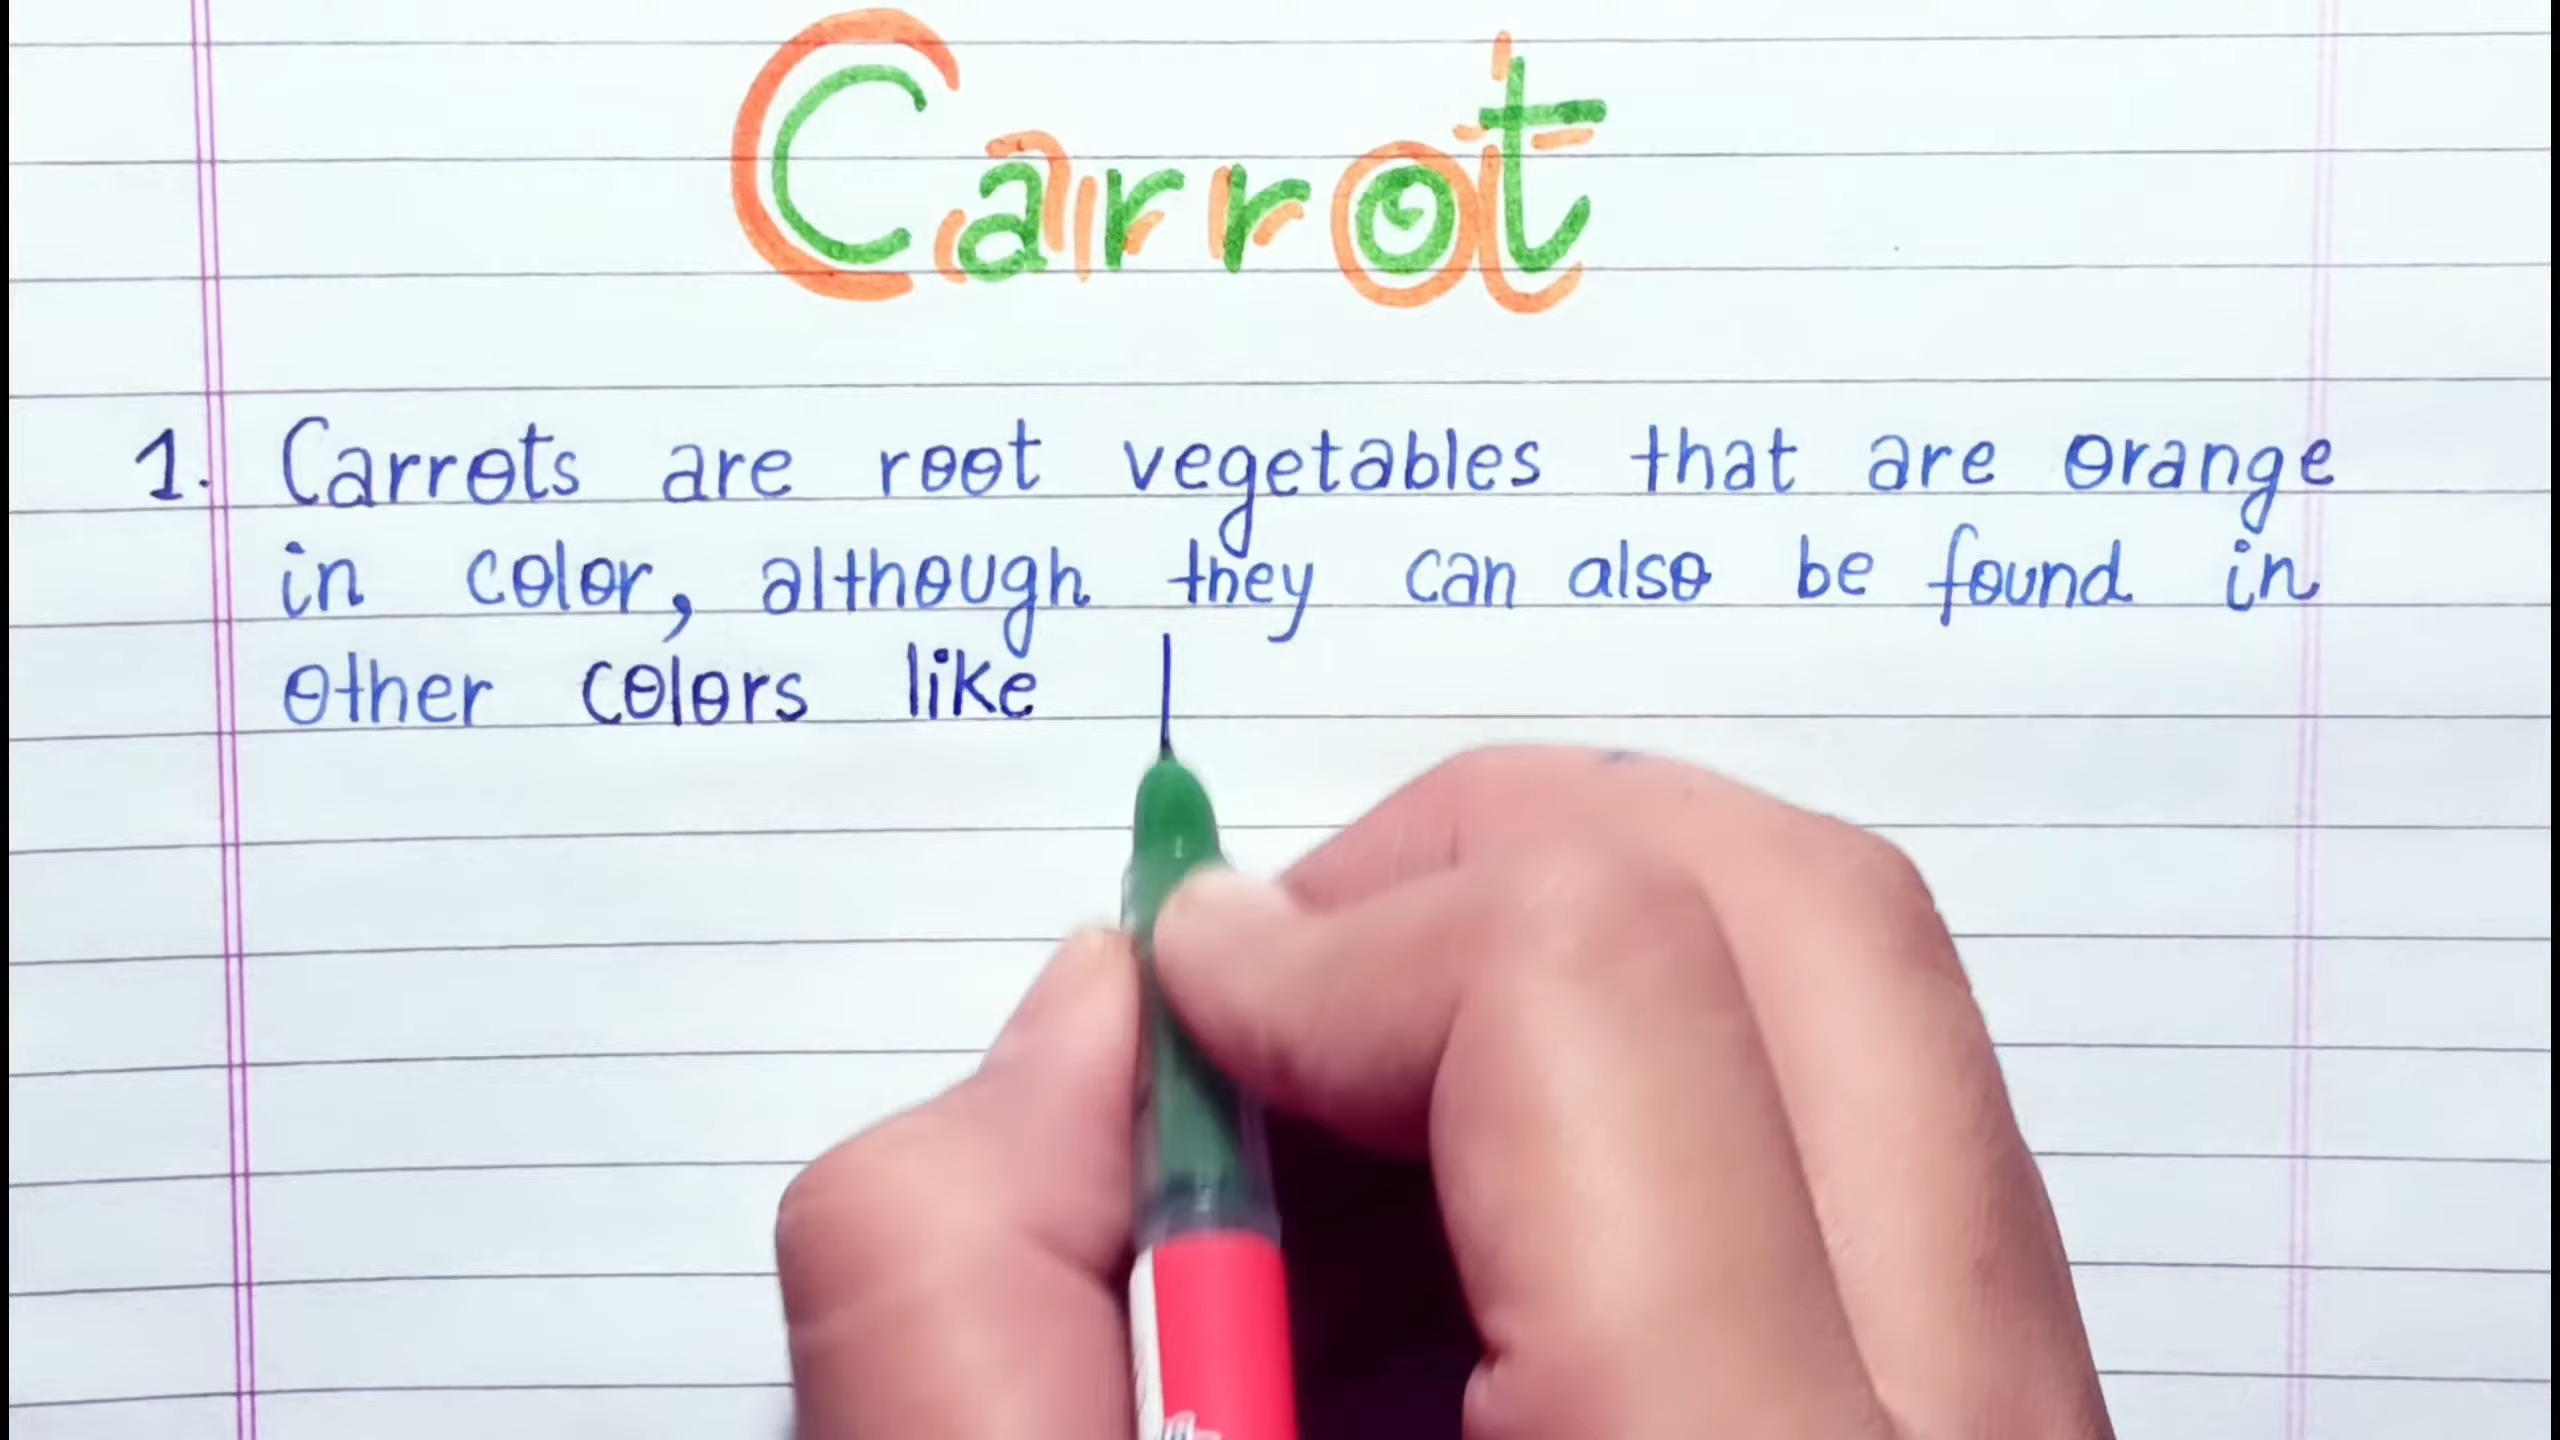 Carrot
1. Carrots are root vegetables that are orange
in color, although they can also be found in
other colors like